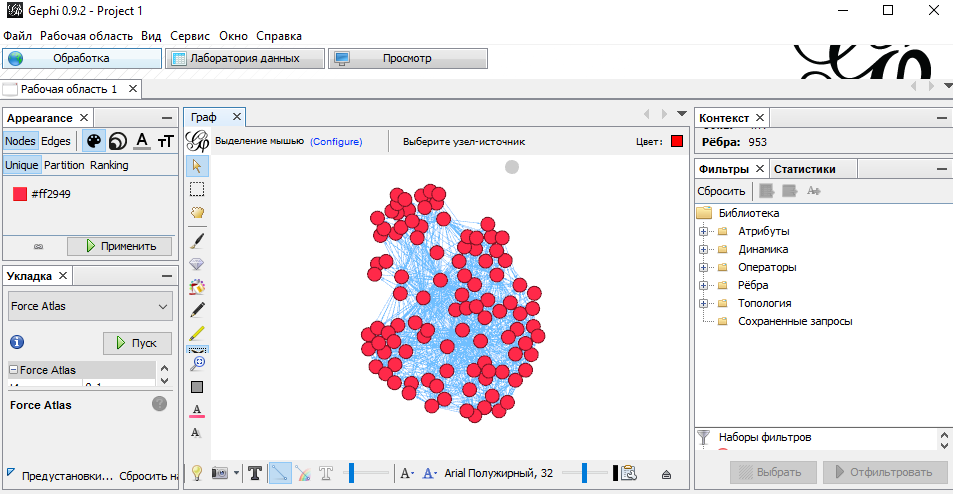 Gephi 0.9.2 - Project 1
Файл Рабочая область Вид Сервис Окно Справка
Обработка Лаборатория данных Просмотр
Рабочая область 1
Appearance
Nodes Edges
Unique Partition Ranking
#ff2949
Применить
Укладка
Force Atlas
Пуск
Force Atlas
Force Atlas
Предустановки... Сбросить на
Граф
Выделение мышью (Configure) Выберите узел-источник Цвет:
Arial Полужирный, 32
Контекст
Рёбра: 953
Фильтры Статистики
Сбросить
Библиотека
Атрибуты
Динамика
Операторы
Рёбра
Топология
Сохраненные запросы
Наборы фильтров
Выбрать Отфильтровать